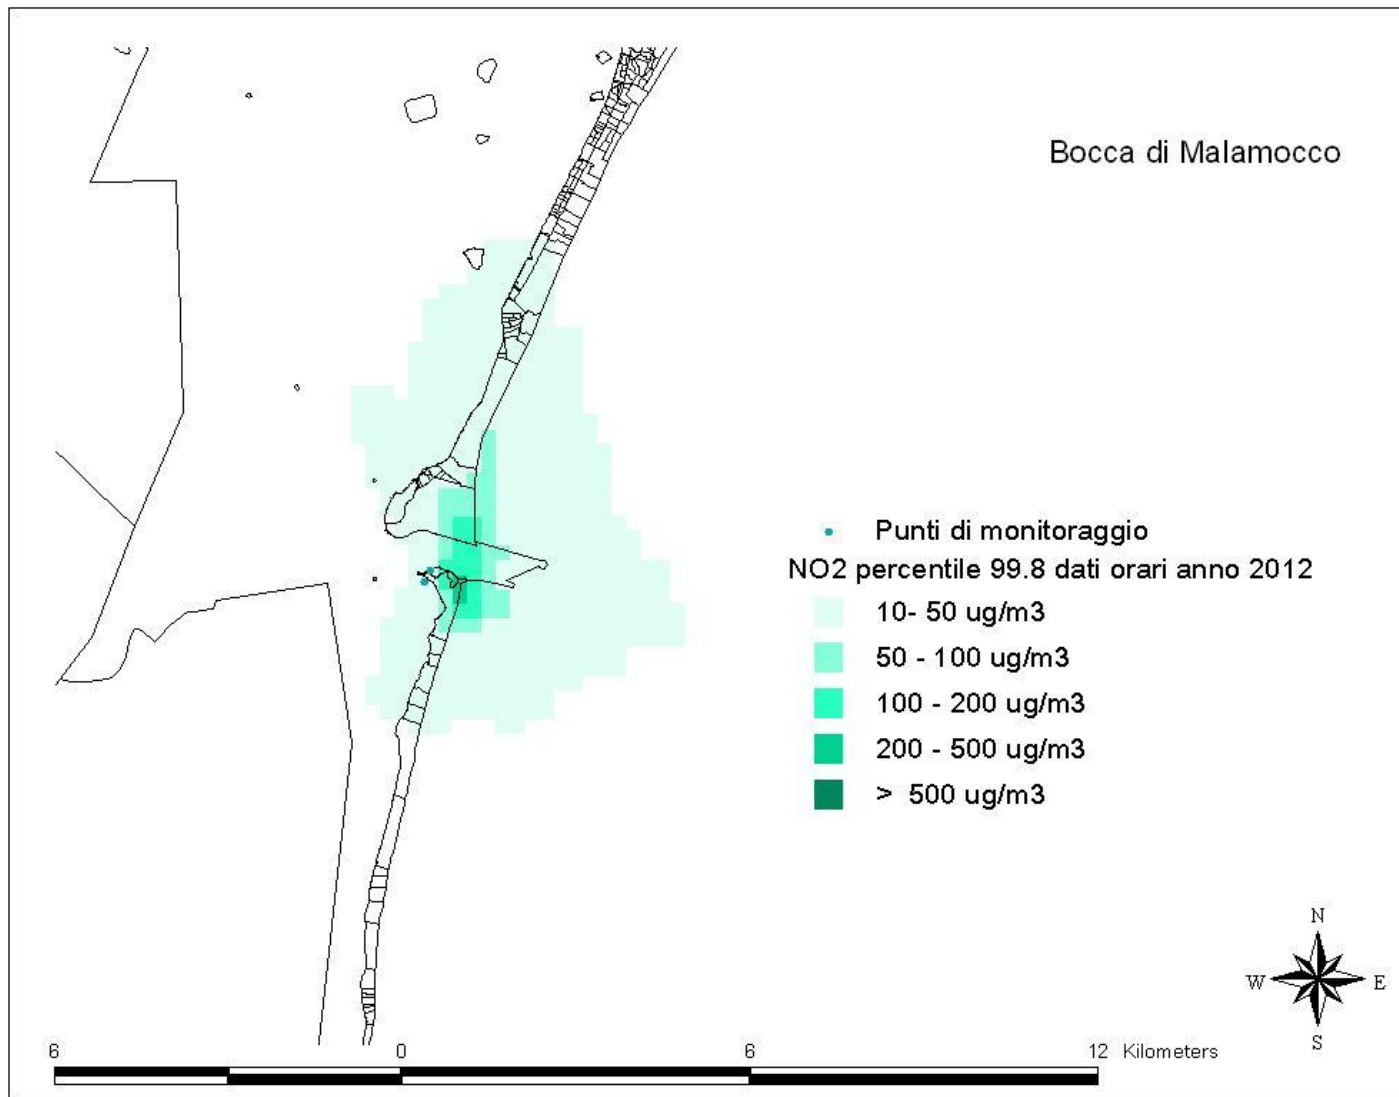 Bocca di Malamocco
Punti di monitoraggio
NO2 percentile 99.8 dati orari anno 2012
10- 50 ug/m3
50 - 100 ug/m3
100 - 200 ug/m3
200 - 500 ug/m3
> 500 ug/m3
N
W E
S
6 0 6 12 Kilometers